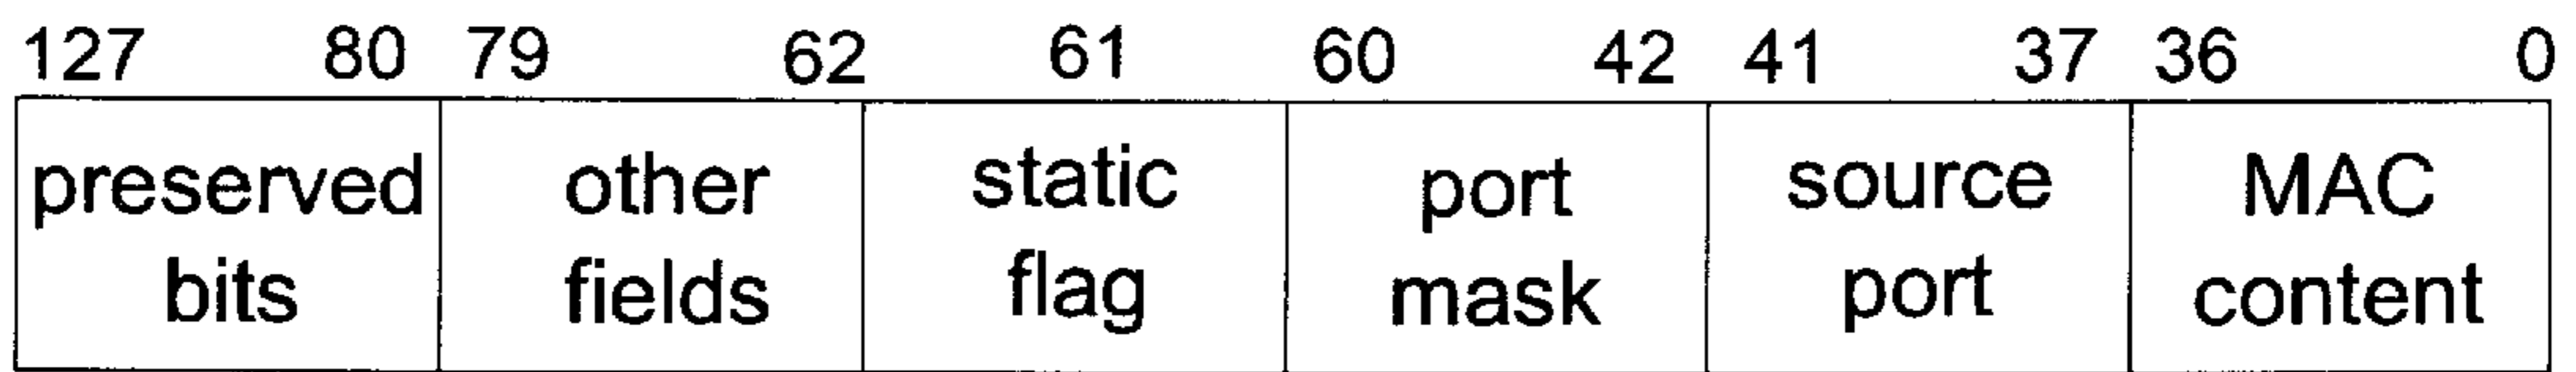 127 80 79 62 61 60 42 41 37 36 0
preserved other static port source MAC
bits fields flag mask port content